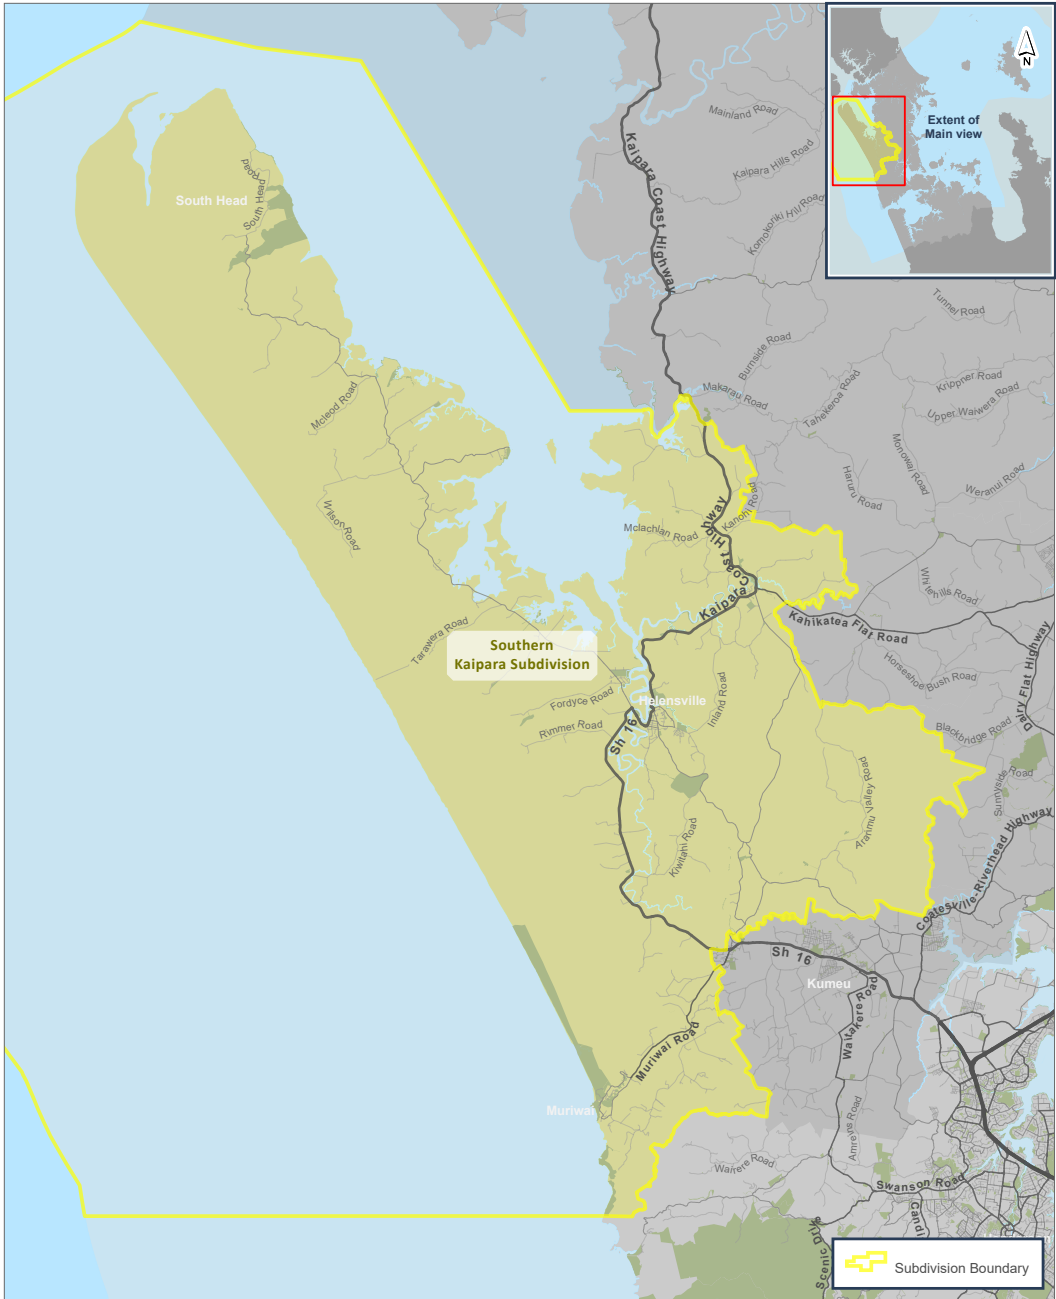 Mainland Road
Kaipara Hills Road
Komokoriki Hill Road
Kaipara Coast Highway
Extent of
Main view
N
South Head
South Head Road
Tunnel Road
Burnside Road
Krippner Road
Makarau Road
Tahekeroa Road
Upper Waiwera Road
Mcleod Road
Monowai Road
Haruru Road
Weranui Road
Wilson Road
Kanohi Road
Mclachlan Road
Kaipara Coast Highway
Whitehills Road
Kahikatea Flat Road
Tarawera Road
Southern
Kaipara Subdivision
Horseshoe Bush Road
Dairy Flat Highway
Fordyce Road
Helensville
Inland Road
Rimmer Road
Sh 16
Blackbridge Road
Sunnyside Road
Ararimu Valley Road
Kiwitahi Road
Coatesville-Riverhead Highway
Sh 16
Kumeu
Waitakere Road
Muriwai Road
Muriwai
Amreins Road
Wairere Road
Swanson Road
Scenic Drive
Candi
Subdivision Boundary